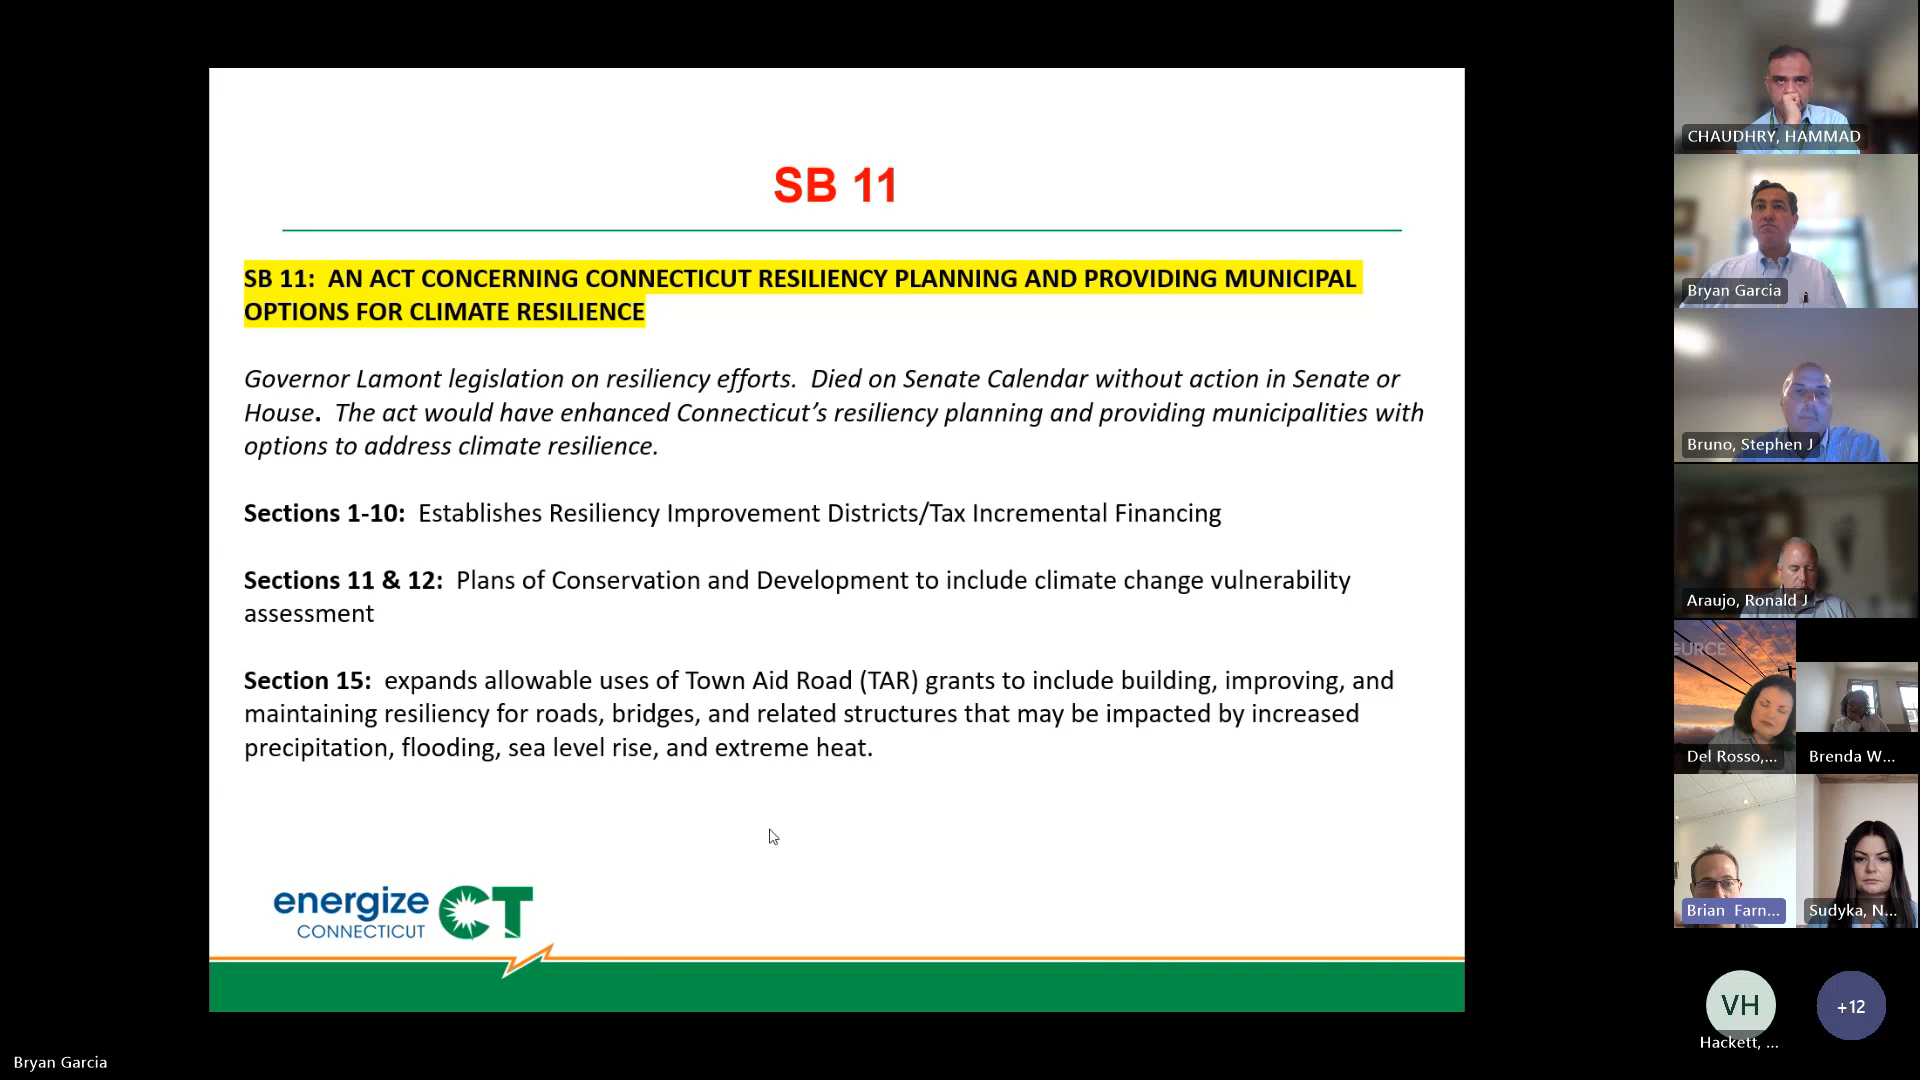 SB 11
SB 11: AN ACT CONCERNING CONNECTICUT RESILIENCY PLANNING AND PROVIDING MUNICIPAL
OPTIONS FOR CLIMATE RESILIENCE
Governor Lamont legislation on resiliency efforts. Died on Senate Calendar without action in Senate or
House. The act would have enhanced Connecticut’s resiliency planning and providing municipalities with
options to address climate resilience.
Sections 1-10: Establishes Resiliency Improvement Districts/Tax Incremental Financing
Sections 11 & 12: Plans of Conservation and Development to include climate change vulnerability
assessment
Section 15: expands allowable uses of Town Aid Road (TAR) grants to include building, improving, and
maintaining resiliency for roads, bridges, and related structures that may be impacted by increased
precipitation, flooding, sea level rise, and extreme heat.
energize CT
CONNECTICUT
Bryan Garcia
CHAUDHRY, HAMMAD
Bryan Garcia
Bruno, Stephen J
Araujo, Ronald J
URCE
Del Rosso,...
Brenda W...
Brian Farn...
Sudyka, N...
VH
+12
Hackett, ...